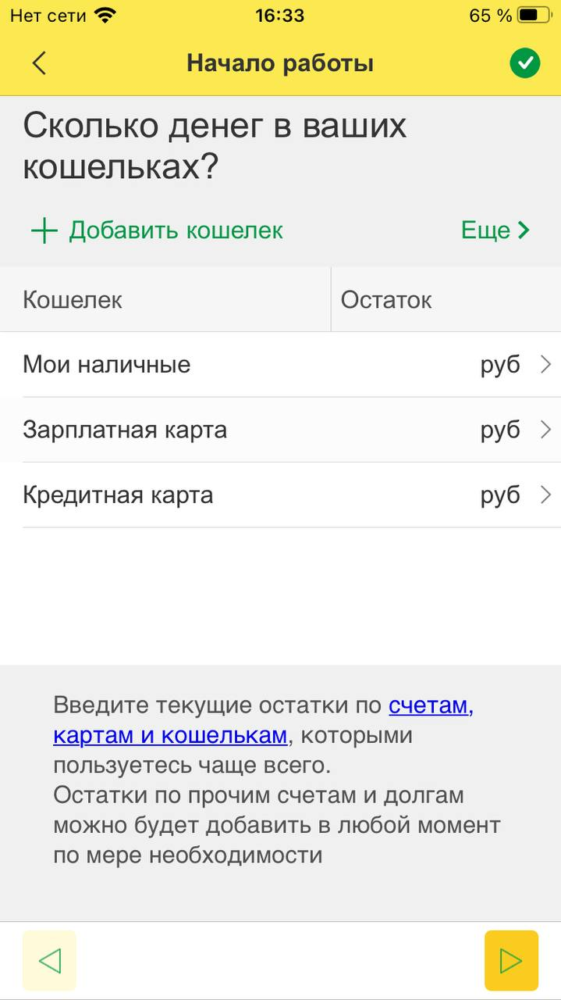 Нет сети 16:33 65 %
Начало работы
Сколько денег в ваших
кошельках?
Добавить кошелек Еще
Кошелек Остаток
Мои наличные руб
Зарплатная карта руб
Кредитная карта руб
Введите текущие остатки по счетам,
картам и кошелькам, которыми
пользуетесь чаще всего.
Остатки по прочим счетам и долгам
можно будет добавить в любой момент
по мере необходимости